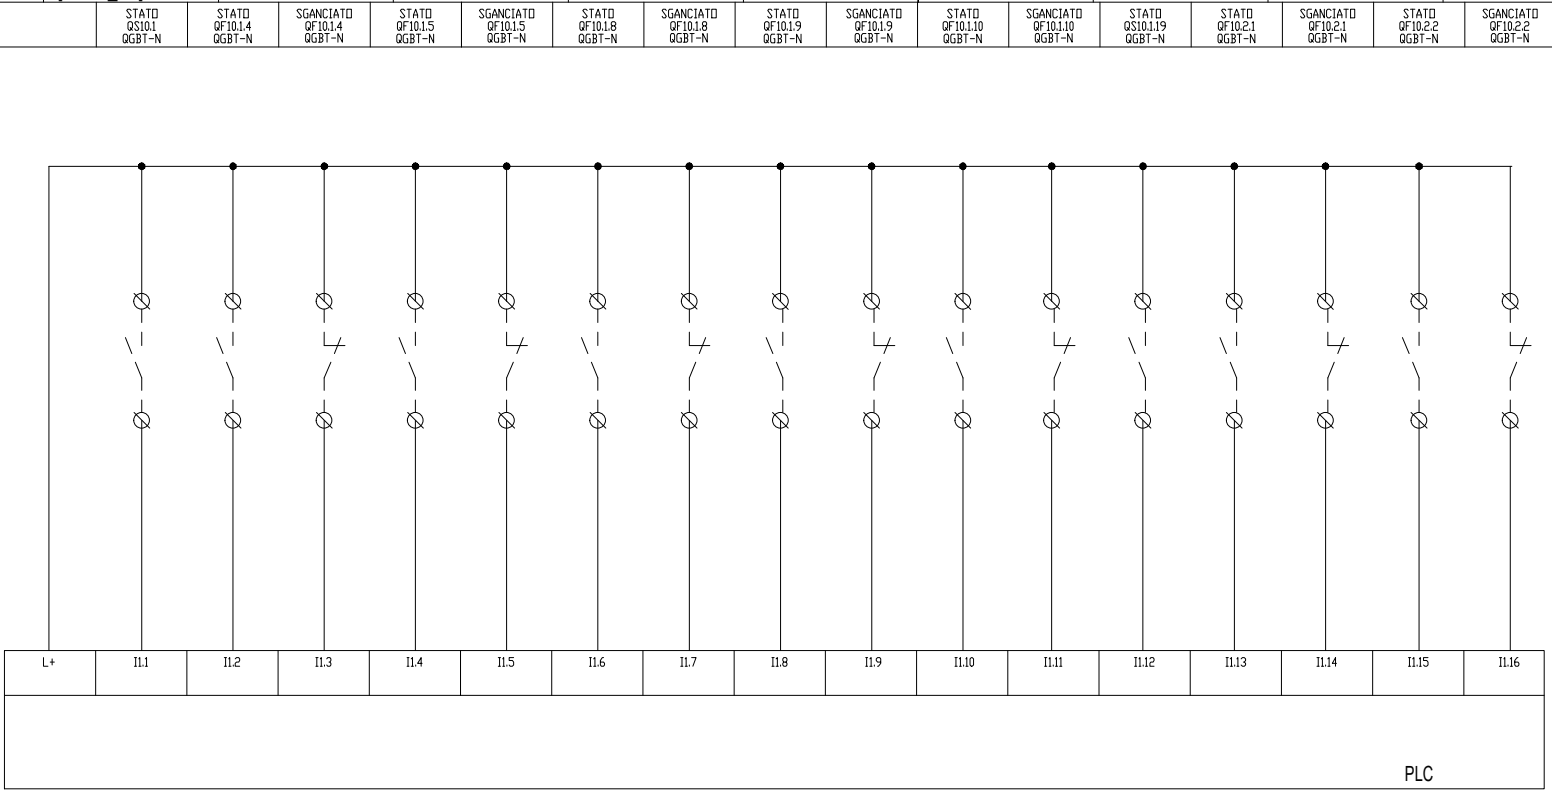 STATO
QS10.1
QGBT-N
STATO
QF10.1.4
QGBT-N
SGANCIATO
QF10.1.4
QGBT-N
STATO
QF10.1.5
QGBT-N
SGANCIATO
QF10.1.5
QGBT-N
STATO
QF10.1.8
QGBT-N
SGANCIATO
QF10.1.8
QGBT-N
STATO
QF10.1.9
QGBT-N
SGANCIATO
QF10.1.9
QGBT-N
STATO
QF10.1.10
QGBT-N
SGANCIATO
QF10.1.10
QGBT-N
STATO
QS10.1.19
QGBT-N
STATO
QF10.2.1
QGBT-N
SGANCIATO
QF10.2.1
QGBT-N
STATO
QF10.2.2
QGBT-N
SGANCIATO
QF10.2.2
QGBT-N
L+
I1.1
I1.2
I1.3
I1.4
I1.5
I1.6
I1.7
I1.8
I1.9
I1.10
I1.11
I1.12
I1.13
I1.14
I1.15
I1.16
PLC